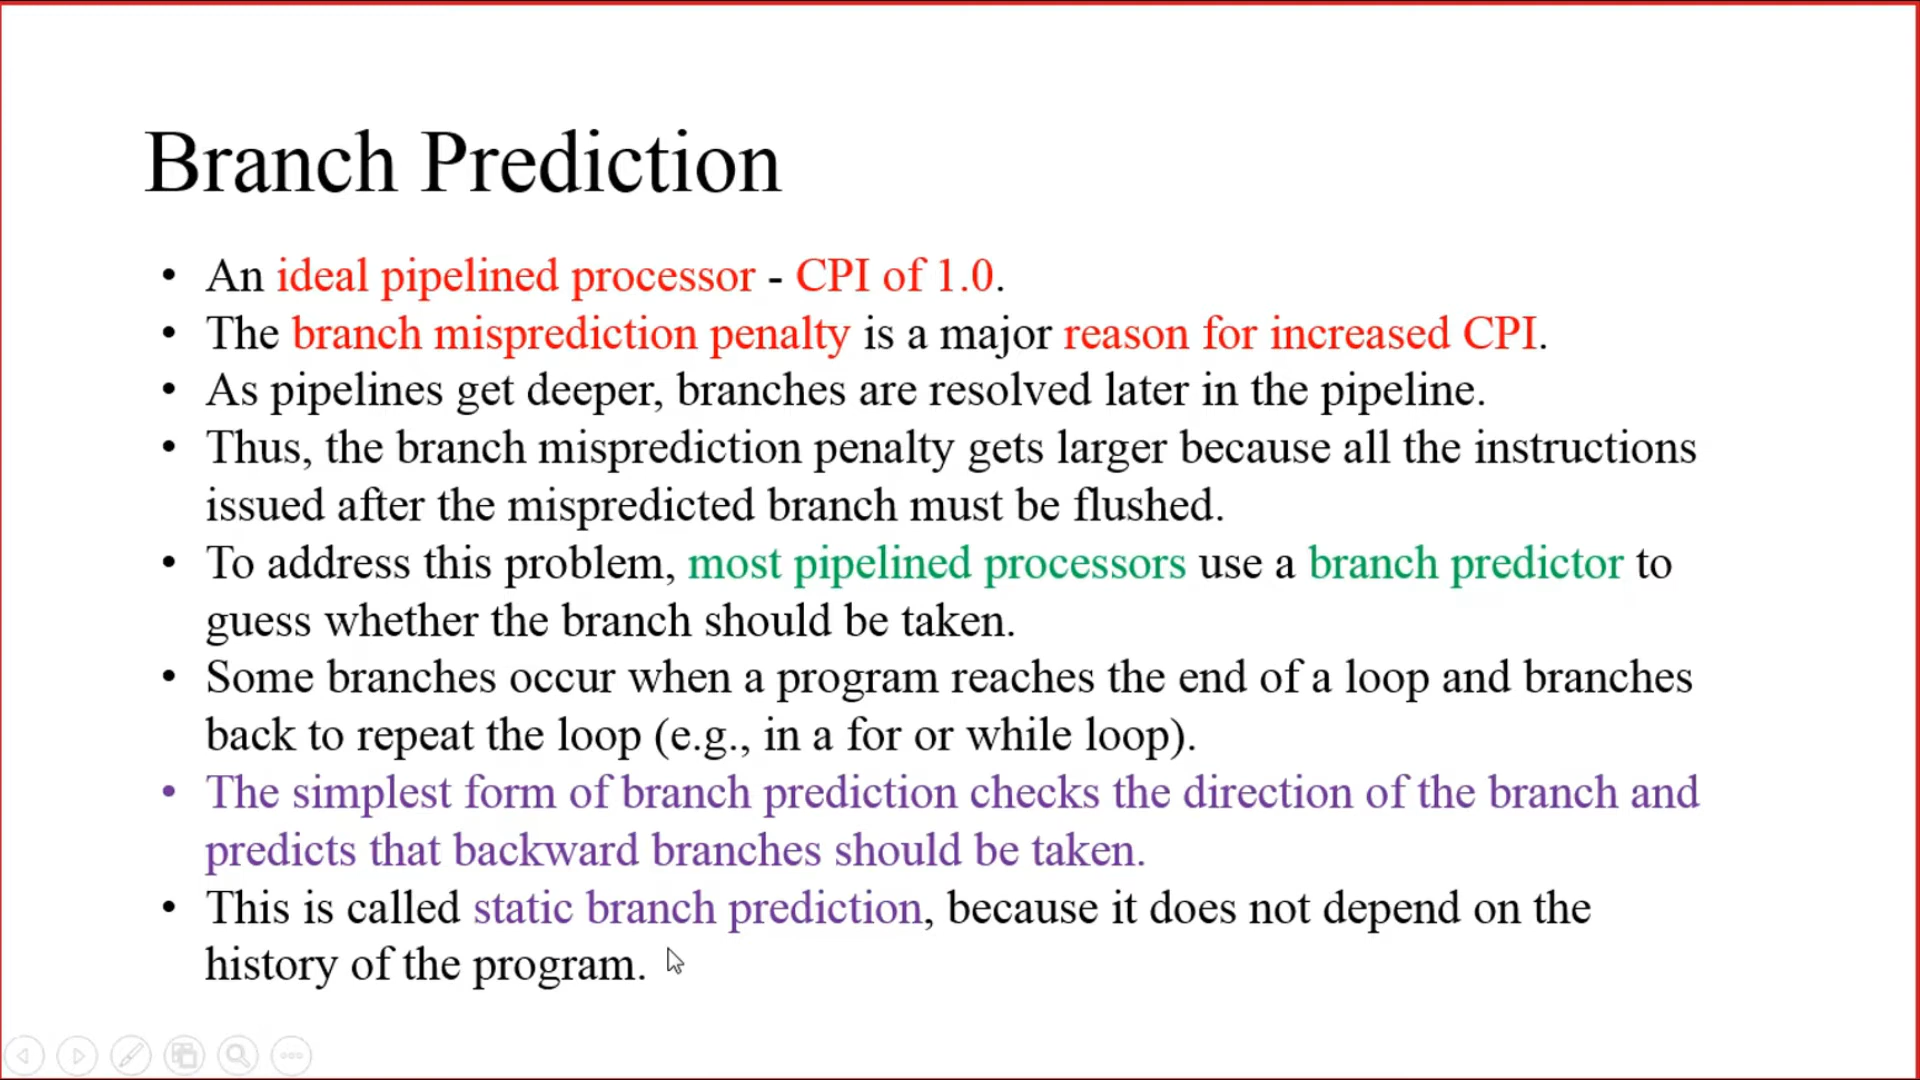 Branch Prediction
• An ideal pipelined processor - CPI of 1.0.
• The branch misprediction penalty is a major reason for increased CPI.
• As pipelines get deeper, branches are resolved later in the pipeline.
• Thus, the branch misprediction penalty gets larger because all the instructions
issued after the mispredicted branch must be flushed.
• To address this problem, most pipelined processors use a branch predictor to
guess whether the branch should be taken.
• Some branches occur when a program reaches the end of a loop and branches
back to repeat the loop (e.g., in a for or while loop).
• The simplest form of branch prediction checks the direction of the branch and
predicts that backward branches should be taken.
• This is called static branch prediction, because it does not depend on the
history of the program.